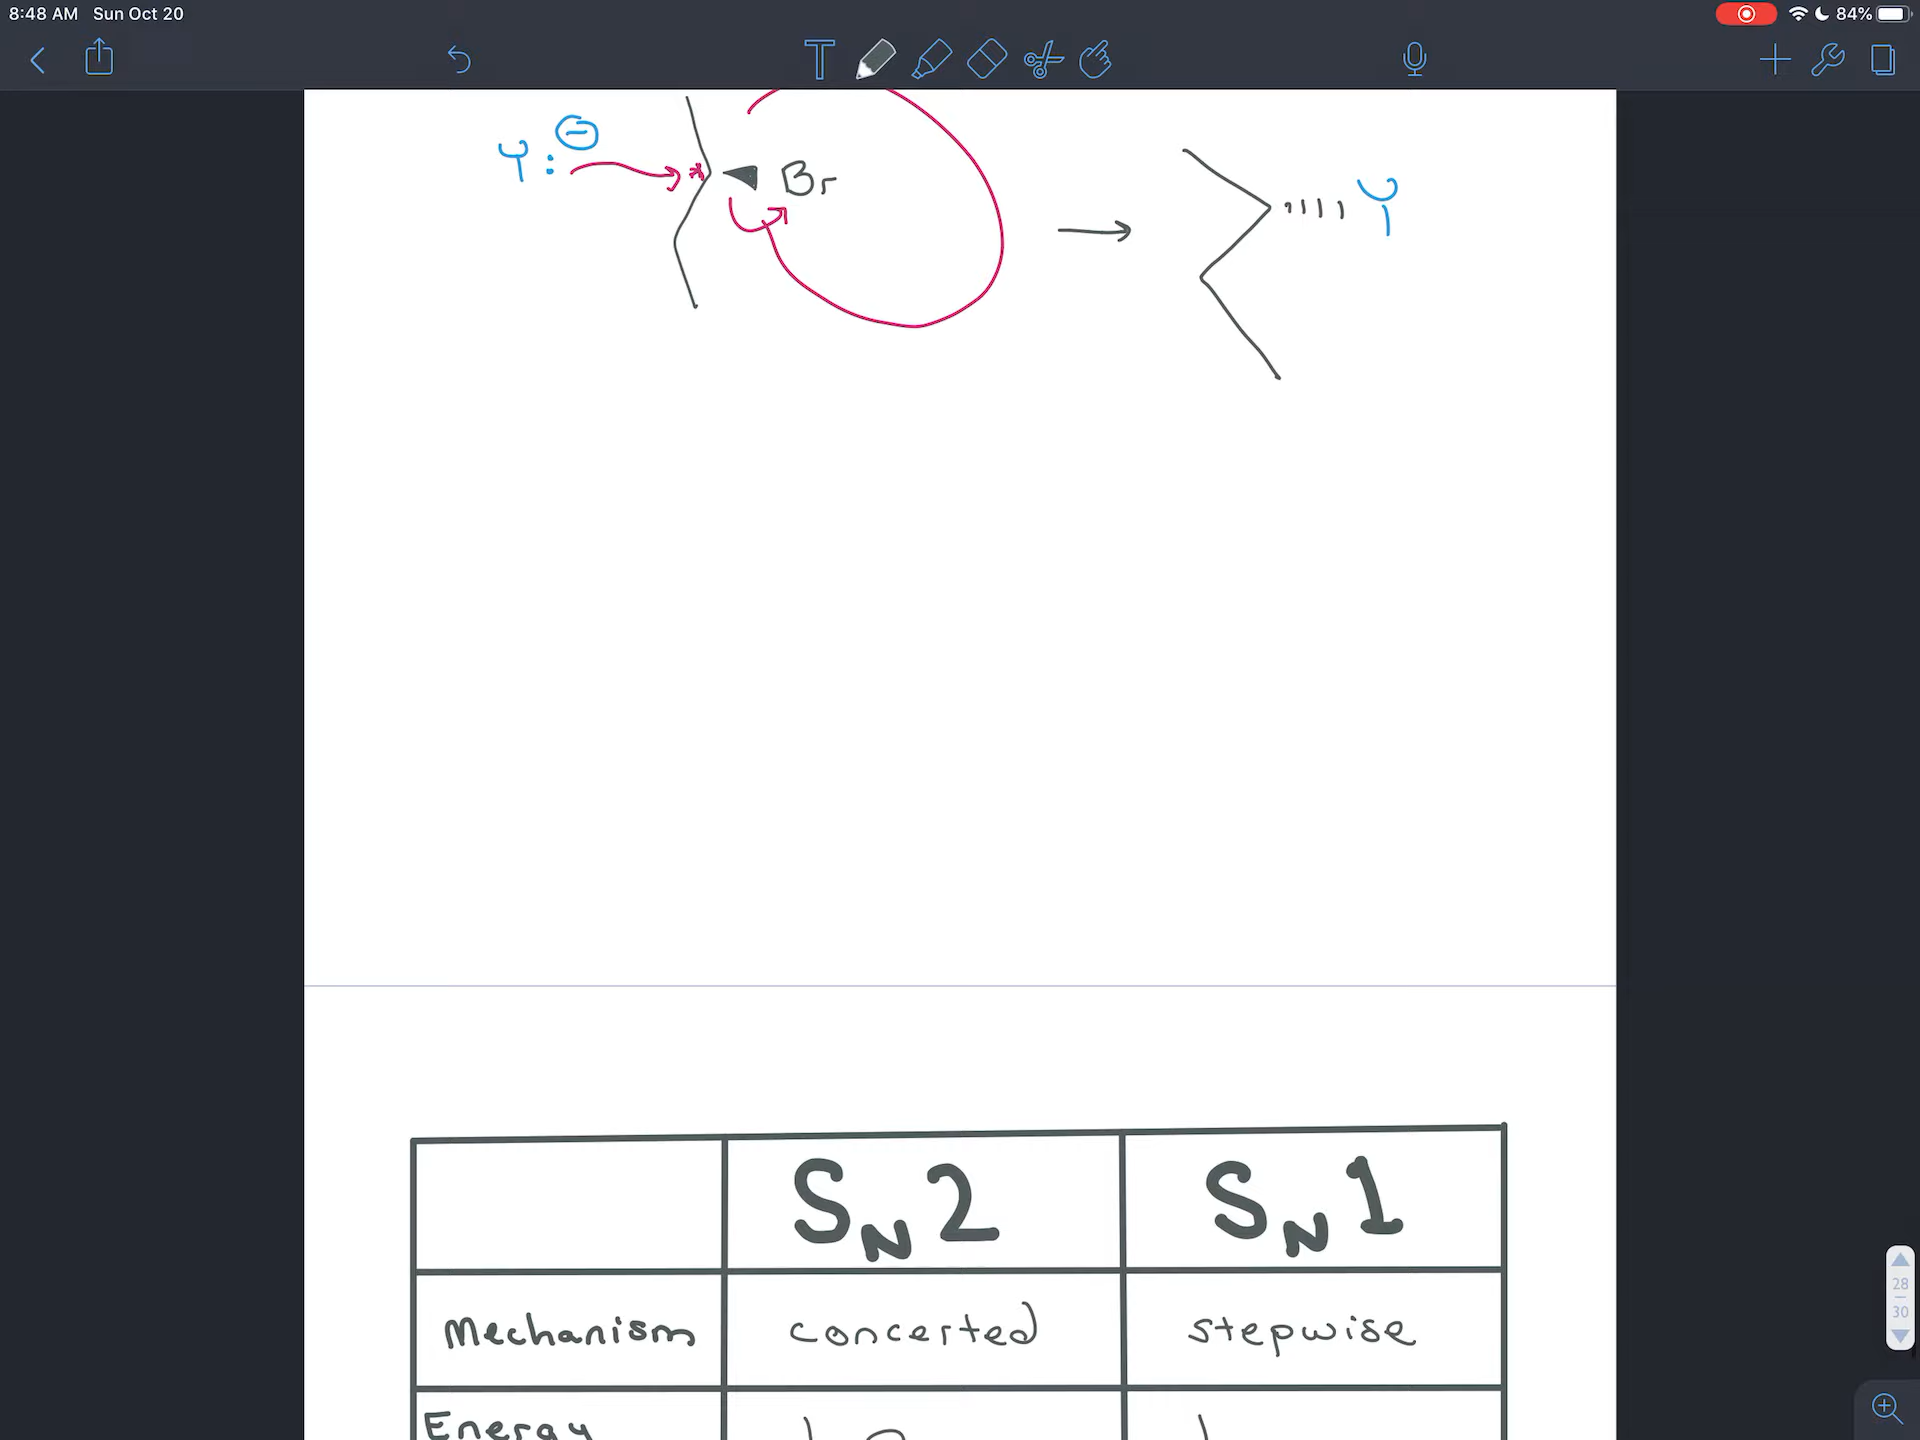 8:48 AM Sun Oct 20
84%
T
Y: ⊖
* Br
Y
28
30
SN2 SN1
Mechanism concerted stepwise
Energy